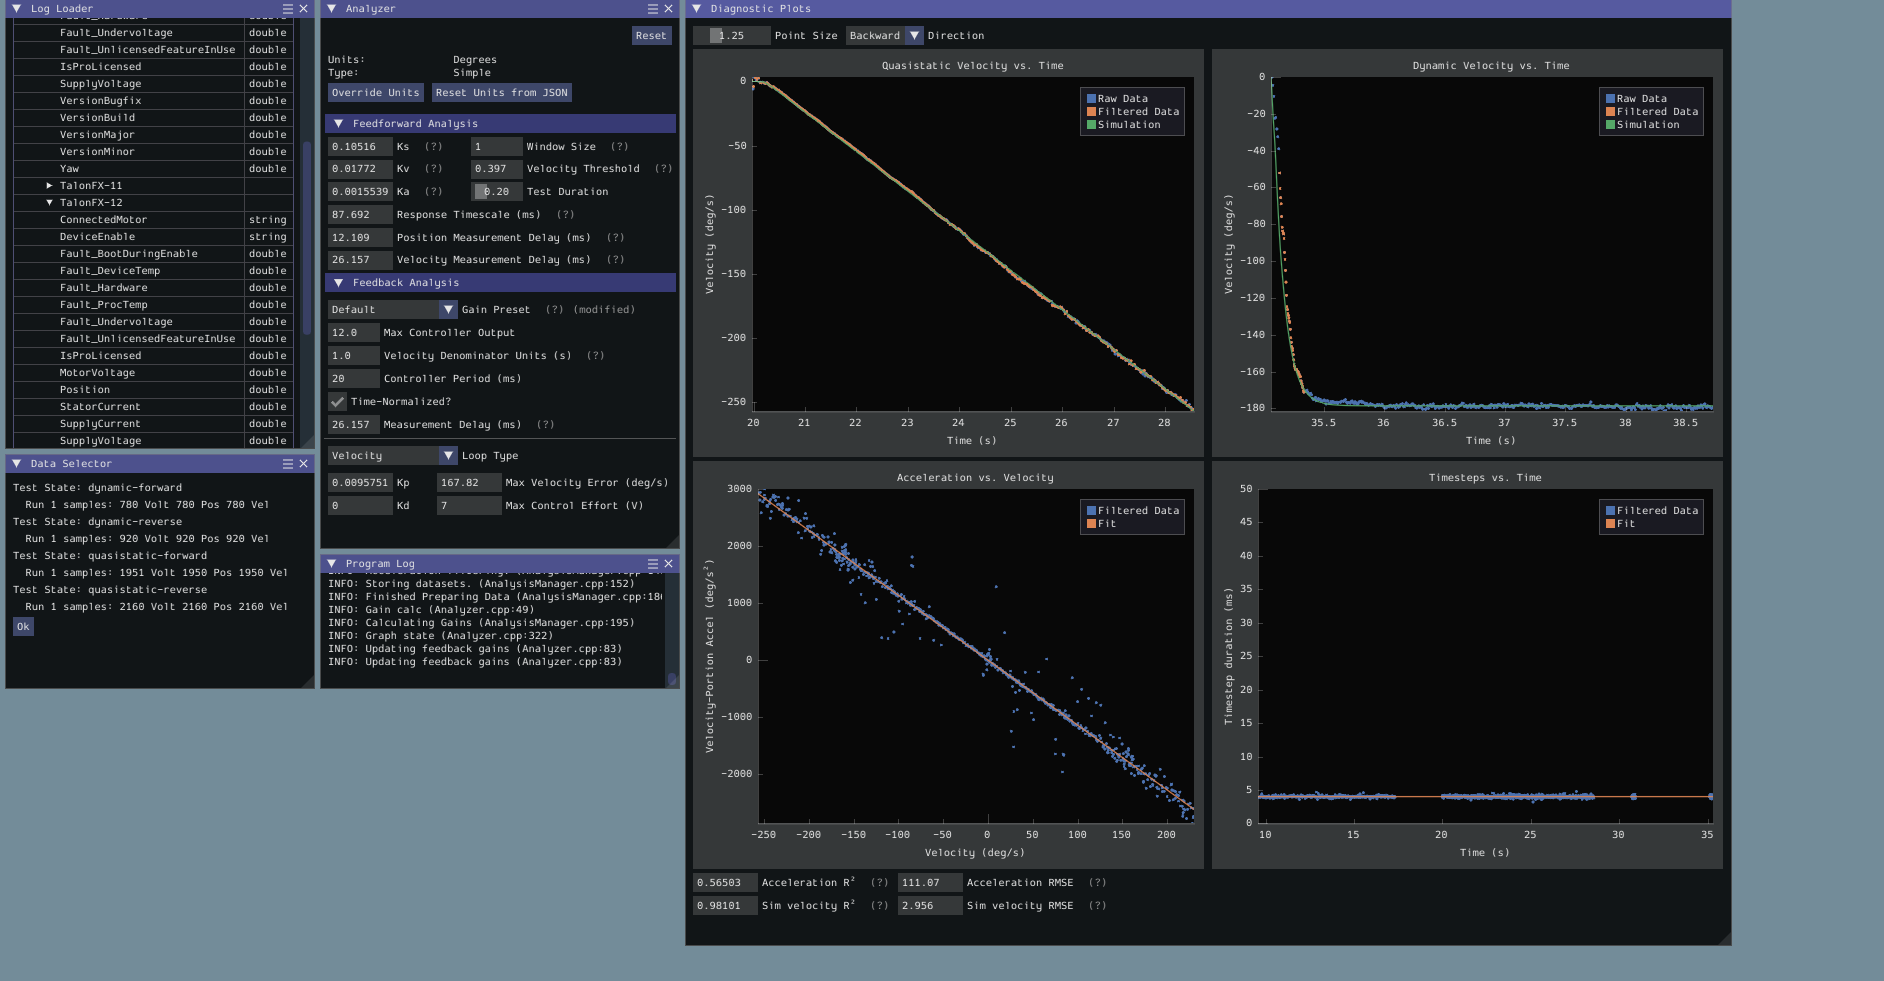 Log Loader
Fault_Undervoltage double
Fault_UnlicensedFeatureInUse double
IsProLicensed double
SupplyVoltage double
VersionBugfix double
VersionBuild double
VersionMajor double
VersionMinor double
Yaw double
TalonFX-11
TalonFX-12
ConnectedMotor string
DeviceEnable string
Fault_BootDuringEnable double
Fault_DeviceTemp double
Fault_Hardware double
Fault_ProcTemp double
Fault_Undervoltage double
Fault_UnlicensedFeatureInUse double
IsProLicensed double
MotorVoltage double
Position double
StatorCurrent double
SupplyCurrent double
SupplyVoltage double
Data Selector
Test State: dynamic-forward
Run 1 samples: 780 Volt 780 Pos 780 Vel
Test State: dynamic-reverse
Run 1 samples: 920 Volt 920 Pos 920 Vel
Test State: quasistatic-forward
Run 1 samples: 1951 Volt 1950 Pos 1950 Vel
Test State: quasistatic-reverse
Run 1 samples: 2160 Volt 2160 Pos 2160 Vel
Ok
Analyzer
Reset
Units: Degrees
Type: Simple
Override Units Reset Units from JSON
Feedforward Analysis
0.10516 Ks (?) 1 Window Size (?)
0.01772 Kv (?) 0.397 Velocity Threshold (?)
0.0015539 Ka (?) 0.20 Test Duration
87.692 Response Timescale (ms) (?)
12.109 Position Measurement Delay (ms) (?)
26.157 Velocity Measurement Delay (ms) (?)
Feedback Analysis
Default Gain Preset (?) (modified)
12.0 Max Controller Output
1.0 Velocity Denominator Units (s) (?)
20 Controller Period (ms)
Time-Normalized?
26.157 Measurement Delay (ms) (?)
Velocity Loop Type
0.0095751 Kp 167.82 Max Velocity Error (deg/s)
0 Kd 7 Max Control Effort (V)
Program Log
INFO: Storing datasets. (AnalysisManager.cpp:152)
INFO: Finished Preparing Data (AnalysisManager.cpp:18
INFO: Gain calc (Analyzer.cpp:49)
INFO: Calculating Gains (AnalysisManager.cpp:195)
INFO: Graph state (Analyzer.cpp:322)
INFO: Updating feedback gains (Analyzer.cpp:83)
INFO: Updating feedback gains (Analyzer.cpp:83)
Diagnostic Plots
1.25 Point Size Backward Direction
Quasistatic Velocity vs. Time
Raw Data
Filtered Data
Simulation
Velocity (deg/s)
0
-50
-100
-150
-200
-250
20 21 22 23 24 25 26 27 28
Time (s)
Dynamic Velocity vs. Time
Raw Data
Filtered Data
Simulation
Velocity (deg/s)
0
-20
-40
-60
-80
-100
-120
-140
-160
-180
35.5 36 36.5 37 37.5 38 38.5
Time (s)
Acceleration vs. Velocity
Filtered Data
Fit
Velocity-Portion Accel (deg/s²)
3000
2000
1000
0
-1000
-2000
-250 -200 -150 -100 -50 0 50 100 150 200
Velocity (deg/s)
Timesteps vs. Time
Filtered Data
Fit
Timestep duration (ms)
50
45
40
35
30
25
20
15
10
5
0
10 15 20 25 30 35
Time (s)
0.56503 Acceleration R² (?) 111.07 Acceleration RMSE (?)
0.98101 Sim velocity R² (?) 2.956 Sim velocity RMSE (?)